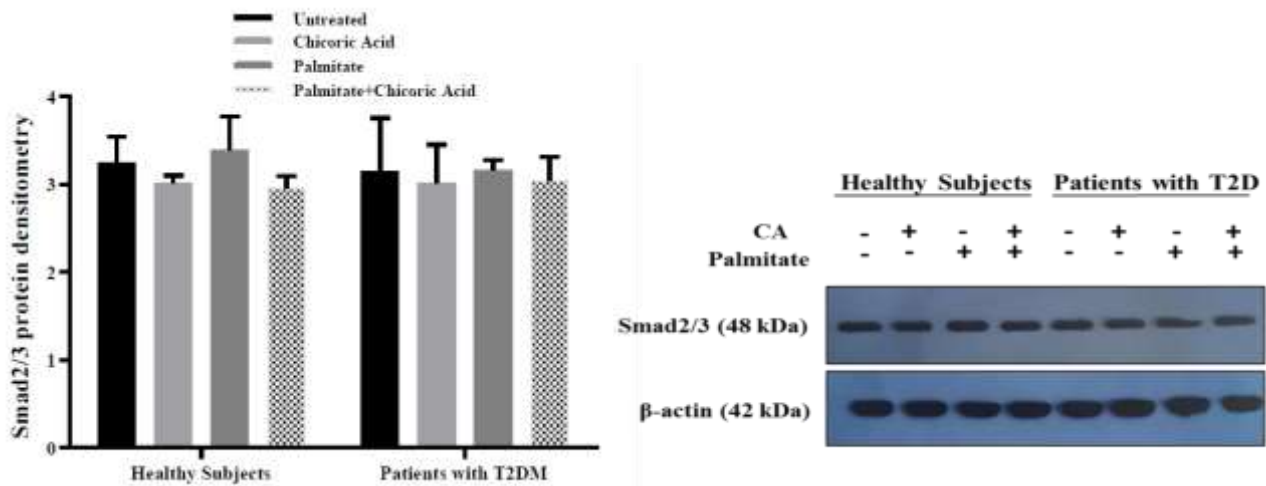 Untreated
Chicoric Acid
Palmitate
Palmitate+Chicoric Acid
Smad2/3 protein densitometry
4
3
2
1
0
Healthy Subjects
Patients with T2DM
Healthy Subjects Patients with T2D
CA - + - + - + - +
Palmitate - - + + - - + +
Smad2/3 (48 kDa)
β-actin (42 kDa)